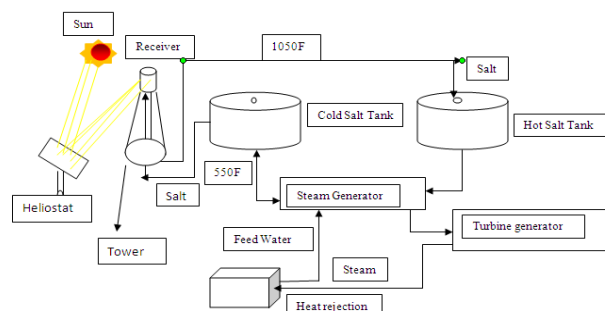 Sun
Receiver
1050F
Salt
Cold Salt Tank
Hot Salt Tank
550F
Salt
Steam Generator
Heliostat
Turbine generator
Feed Water
Tower
Steam
Heat rejection